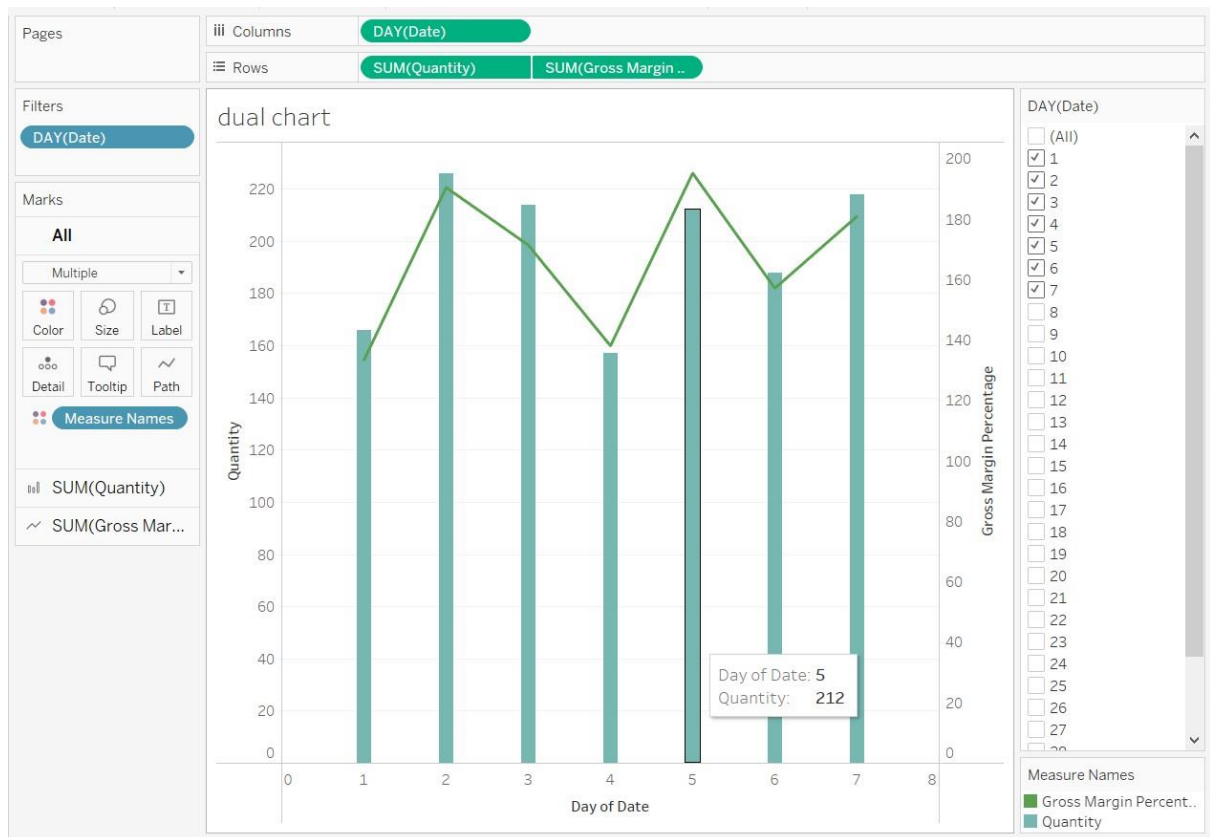 Pages
Columns
DAY(Date)
Rows
SUM(Quantity)
SUM(Gross Margin ..
Filters
DAY(Date)
Marks
All
Multiple
Color
Size
T
Label
Detail
Tooltip
Path
Measure Names
SUM(Quantity)
SUM(Gross Mar...
dual chart
Quantity
220
200
180
160
140
120
100
80
60
40
20
0
200
180
160
140
120
100
80
60
40
20
0
Gross Margin Percentage
Day of Date: 5
Quantity: 212
0 1 2 3 4 5 6 7 8
Day of Date
DAY(Date)
(All)
1
2
3
4
5
6
7
8
9
10
11
12
13
14
15
16
17
18
19
20
21
22
23
24
25
26
27
Measure Names
Gross Margin Percent..
Quantity